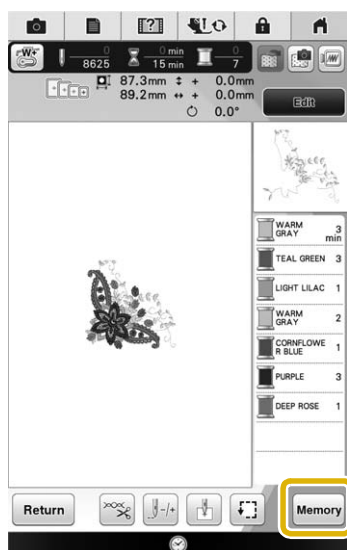 0 0 min 0
8625 15 min 7
87.3mm + 0.0mm
89.2mm + 0.0mm
0.0°
Edit
WARM GRAY 3 min
TEAL GREEN 3
LIGHT LILAC 1
WARM GRAY 2
CORNFLOWE R BLUE 1
PURPLE 3
DEEP ROSE 1
Return -/+ Memory